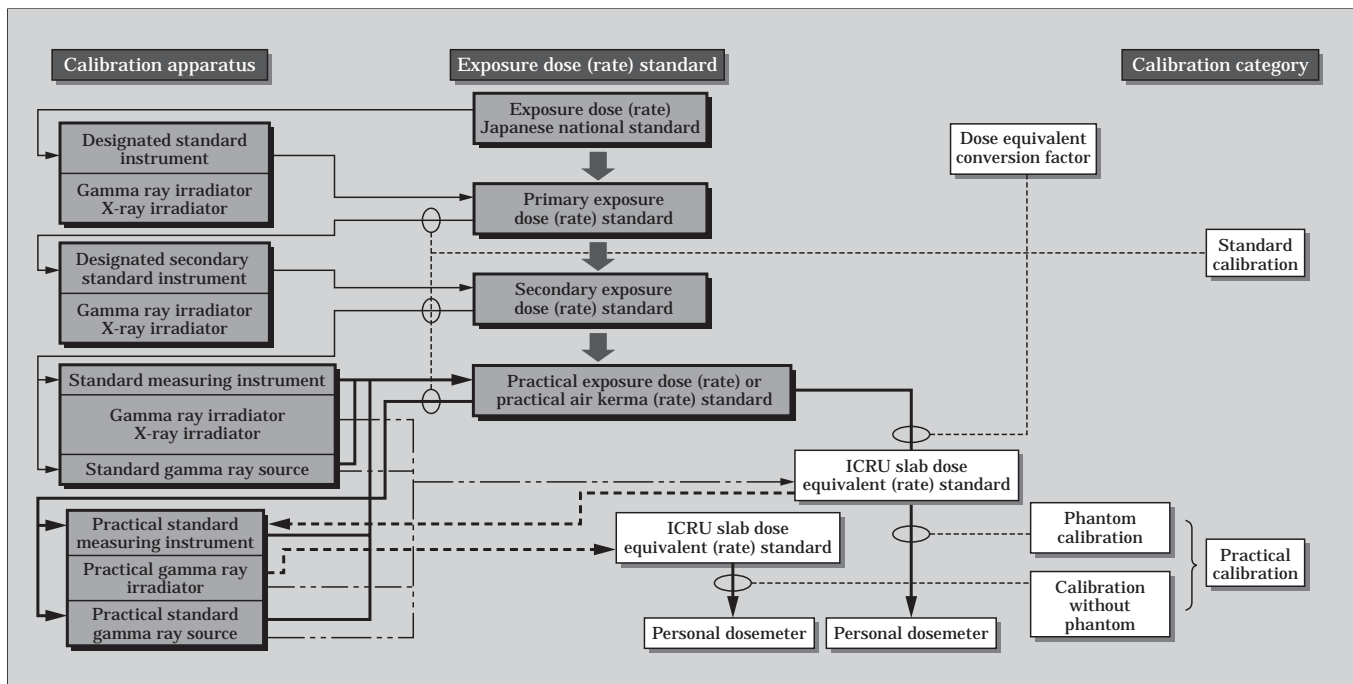 Calibration apparatus
Exposure dose (rate) standard
Calibration category
Exposure dose (rate)
Japanese national standard
Designated standard
instrument
Gamma ray irradiator
X-ray irradiator
Dose equivalent
conversion factor
Primary exposure
dose (rate) standard
Standard
calibration
Designated secondary
standard instrument
Gamma ray irradiator
X-ray irradiator
Secondary exposure
dose (rate) standard
Standard measuring instrument
Gamma ray irradiator
X-ray irradiator
Standard gamma ray source
Practical exposure dose (rate) or
practical air kerma (rate) standard
ICRU slab dose
equivalent (rate) standard
Practical standard
measuring instrument
Practical gamma ray
irradiator
Practical standard
gamma ray source
ICRU slab dose
equivalent (rate) standard
Phantom
calibration
Practical
calibration
Calibration
without
phantom
Personal dosemeter
Personal dosemeter